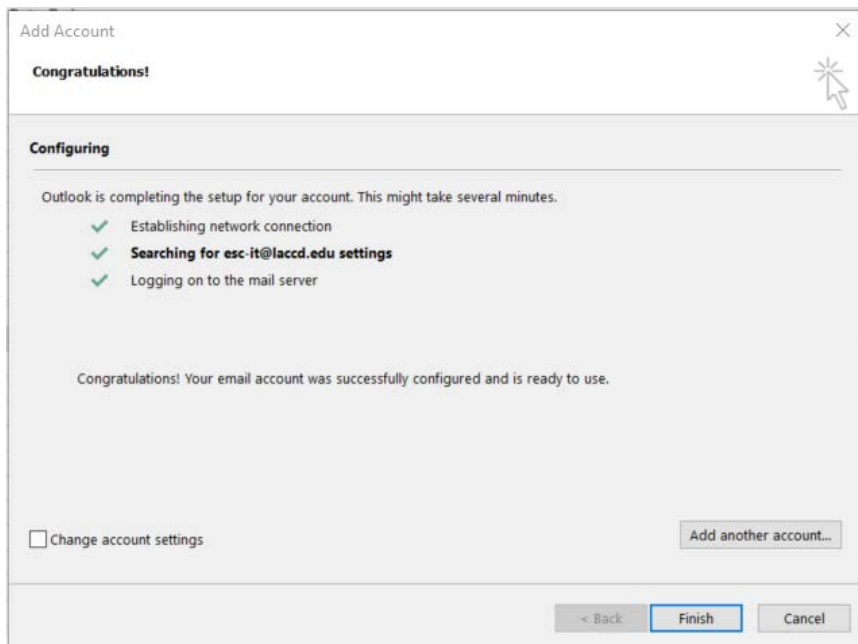 Add Account
Congratulations!
Configuring
Outlook is completing the setup for your account. This might take several minutes.
Establishing network connection
Searching for esc-it@laccd.edu settings
Logging on to the mail server
Congratulations! Your email account was successfully configured and is ready to use.
Change account settings
Add another account...
< Back
Finish
Cancel